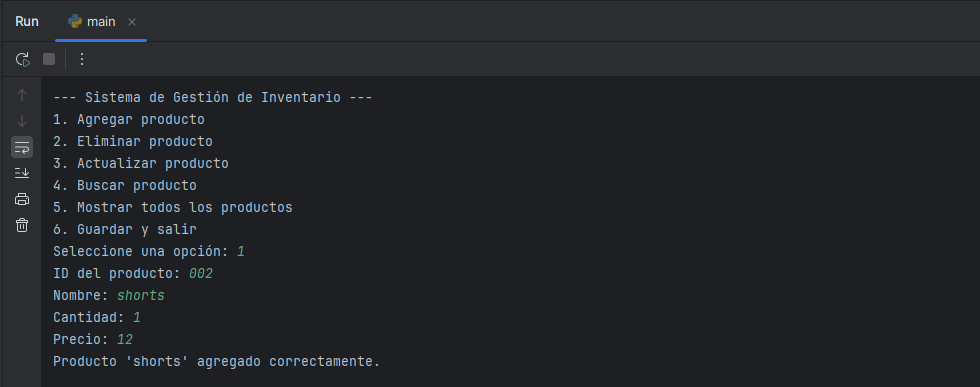 Run main
--- Sistema de Gestión de Inventario ---
1. Agregar producto
2. Eliminar producto
3. Actualizar producto
4. Buscar producto
5. Mostrar todos los productos
6. Guardar y salir
Seleccione una opción: 1
ID del producto: 002
Nombre: shorts
Cantidad: 1
Precio: 12
Producto 'shorts' agregado correctamente.